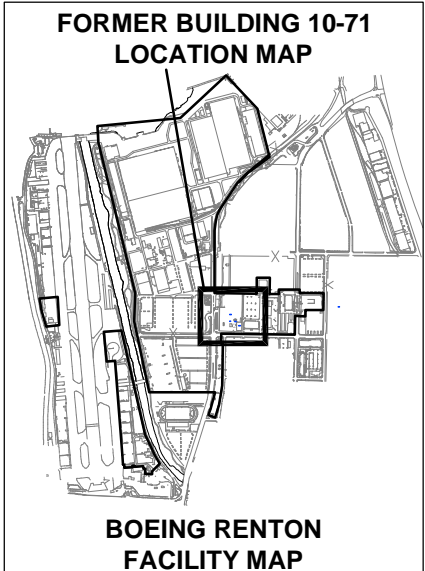 FORMER BUILDING 10-71
LOCATION MAP
BOEING RENTON
FACILITY MAP